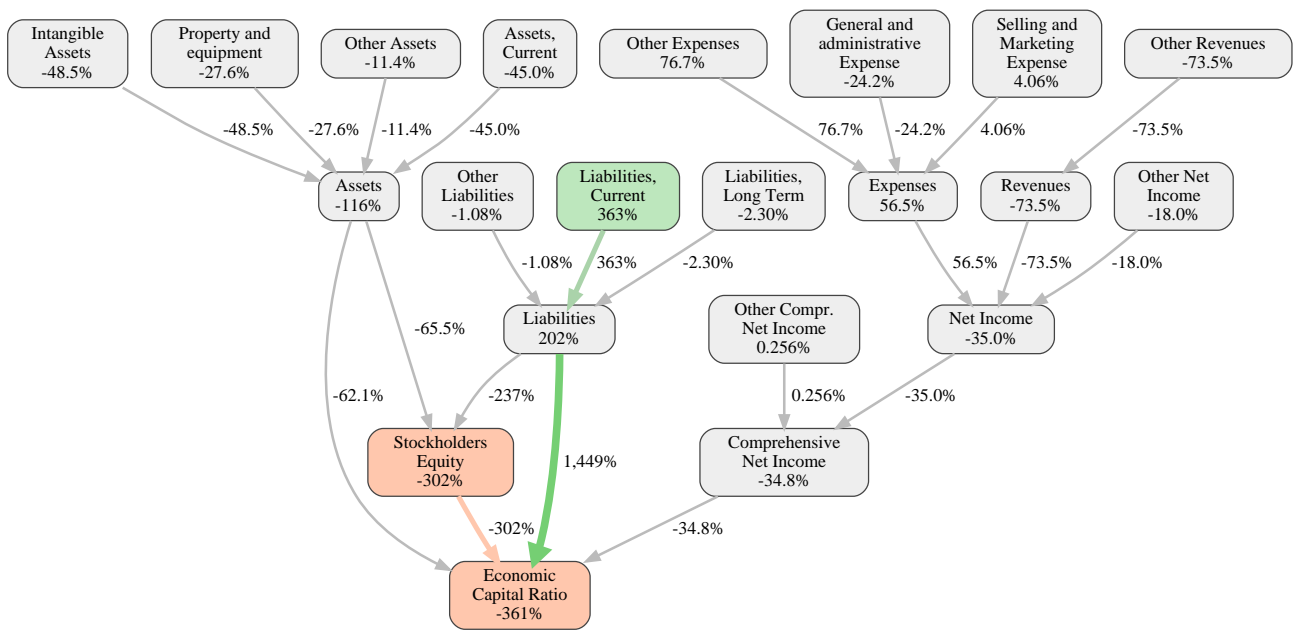 Intangible
Assets
-48.5%
Property and
equipment
-27.6%
Other Assets
-11.4%
Assets,
Current
-45.0%
Other Expenses
76.7%
General and
administrative
Expense
-24.2%
Selling and
Marketing
Expense
4.06%
Other Revenues
-73.5%
-48.5%
-27.6%
-11.4%
-45.0%
76.7%
-24.2%
4.06%
-73.5%
Assets
-116%
Other
Liabilities
-1.08%
Liabilities,
Current
363%
Liabilities,
Long Term
-2.30%
Expenses
56.5%
Revenues
-73.5%
Other Net
Income
-18.0%
-1.08%
363%
-2.30%
56.5%
-73.5%
-18.0%
Liabilities
202%
Other Compr.
Net Income
0.256%
Net Income
-35.0%
-65.5%
-62.1%
-237%
0.256%
-35.0%
Stockholders
Equity
-302%
1,449%
Comprehensive
Net Income
-34.8%
-302%
-34.8%
Economic
Capital Ratio
-361%